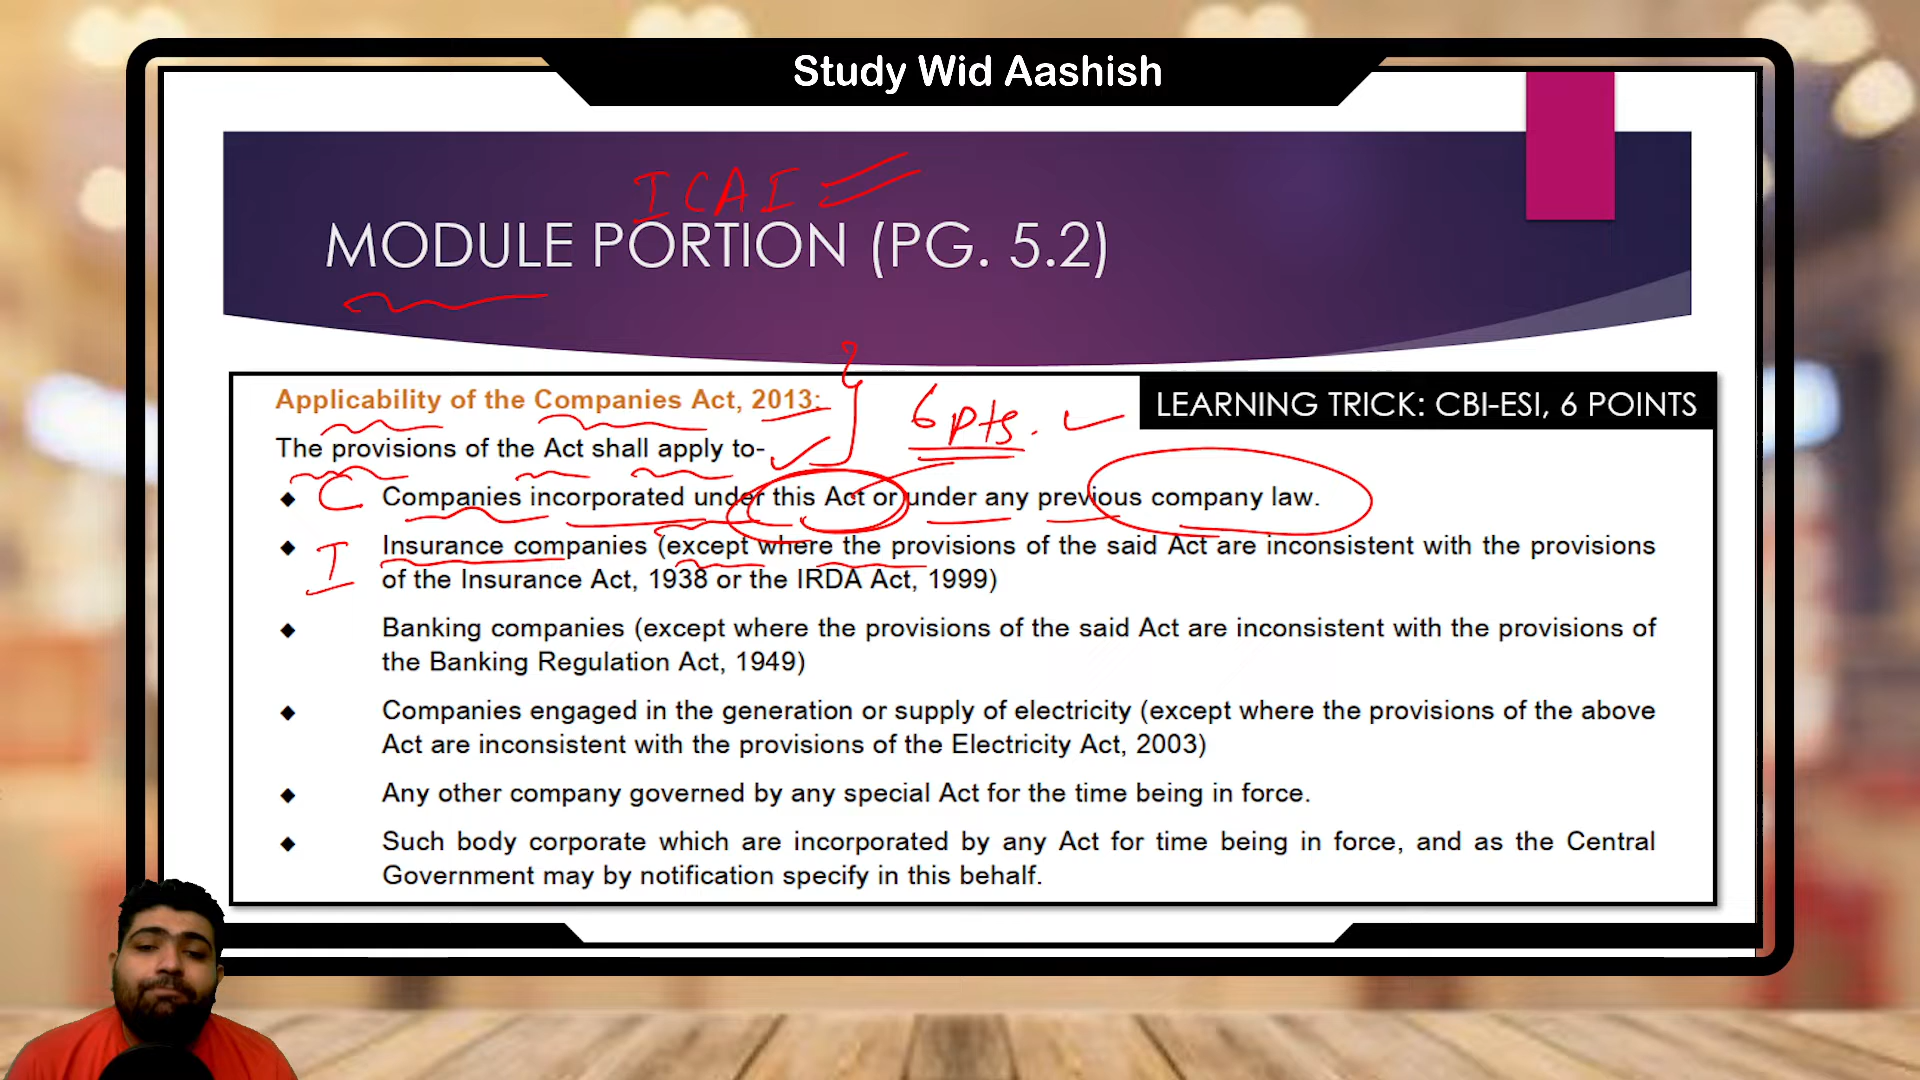 Study Wid Aashish
ICAI
MODULE PORTION (PG. 5.2)
Applicability of the Companies Act, 2013:
6 pts.
LEARNING TRICK: CBI-ESI, 6 POINTS
The provisions of the Act shall apply to-
C Companies incorporated under this Act or under any previous company law.
I Insurance companies (except where the provisions of the said Act are inconsistent with the provisions
of the Insurance Act, 1938 or the IRDA Act, 1999)
Banking companies (except where the provisions of the said Act are inconsistent with the provisions of
the Banking Regulation Act, 1949)
Companies engaged in the generation or supply of electricity (except where the provisions of the above
Act are inconsistent with the provisions of the Electricity Act, 2003)
Any other company governed by any special Act for the time being in force.
Such body corporate which are incorporated by any Act for time being in force, and as the Central
Government may by notification specify in this behalf.